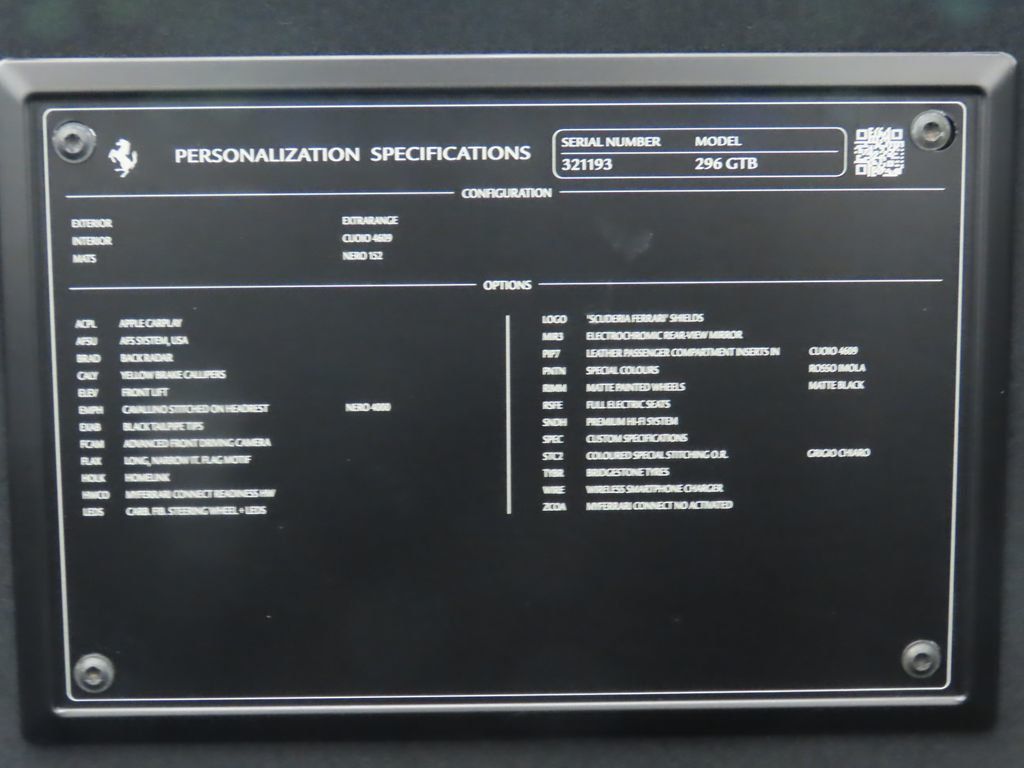 PERSONALIZATION SPECIFICATIONS
SERIAL NUMBER MODEL
321193 296 GTB
CONFIGURATION
EXTERIOR EXTRARANGE
INTERIOR CUOIO 4609
MATS NERO 152
OPTIONS
ACPL APPLE CARPLAY
AFSU AFS SYSTEM, USA
BRAD BACK RADAR
CALY YELLOW BRAKE CALLIPERS
ELEV FRONT LIFT
EMPH CAVALLINO STITCHED ON HEADREST NERO 4000
EXAB BLACK TAILPIPE TIPS
FCAM ADVANCED FRONT DRIVING CAMERA
FLAX LONG, NARROW IT. FLAG MOTIF
HOLK HOMELINK
HWCO MYFERRARI CONNECT READINESS HW
LEDS CARB. FIB. STEERING WHEEL + LEDS
LOGO "SCUDERIA FERRARI" SHIELDS
MIR3 ELECTROCHROMIC REAR-VIEW MIRROR
PIP7 LEATHER PASSENGER COMPARTMENT INSERTS IN CUOIO 4609
PNTN SPECIAL COLOURS ROSSO IMOLA
RIMM MATTE PAINTED WHEELS MATTE BLACK
RSFE FULL ELECTRIC SEATS
SNDH PREMIUM HI-FI SYSTEM
SPEC CUSTOM SPECIFICATIONS
STC2 COLOURED SPECIAL STITCHING O.R. GRIGIO CHIARO
TYBR BRIDGESTONE TYRES
WIRE WIRELESS SMARTPHONE CHARGER
2COA MYFERRARI CONNECT NO ACTIVATED